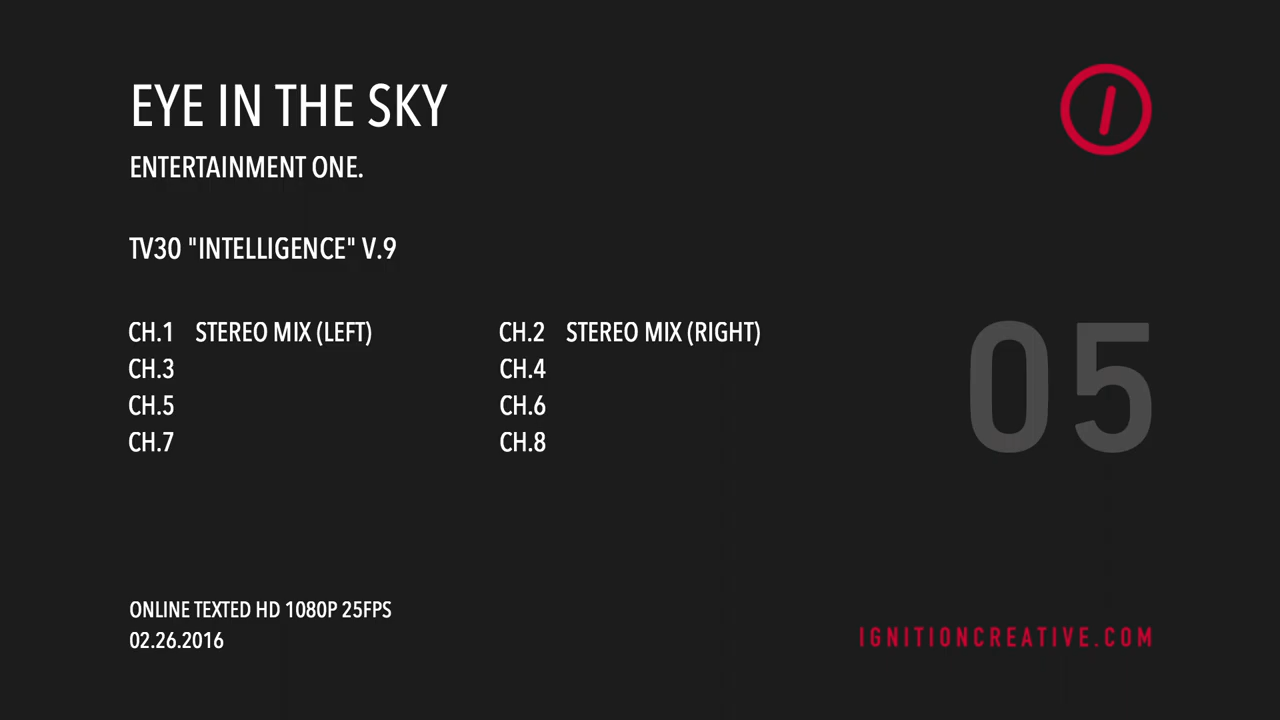 EYE IN THE SKY
ENTERTAINMENT ONE.
TV30 "INTELLIGENCE" V.9
CH.1 STEREO MIX (LEFT) CH.2 STEREO MIX (RIGHT)
CH.3 CH.4
CH.5 CH.6
CH.7 CH.8
05
ONLINE TEXTED HD 1080P 25FPS
02.26.2016
IGNITIONCREATIVE.COM